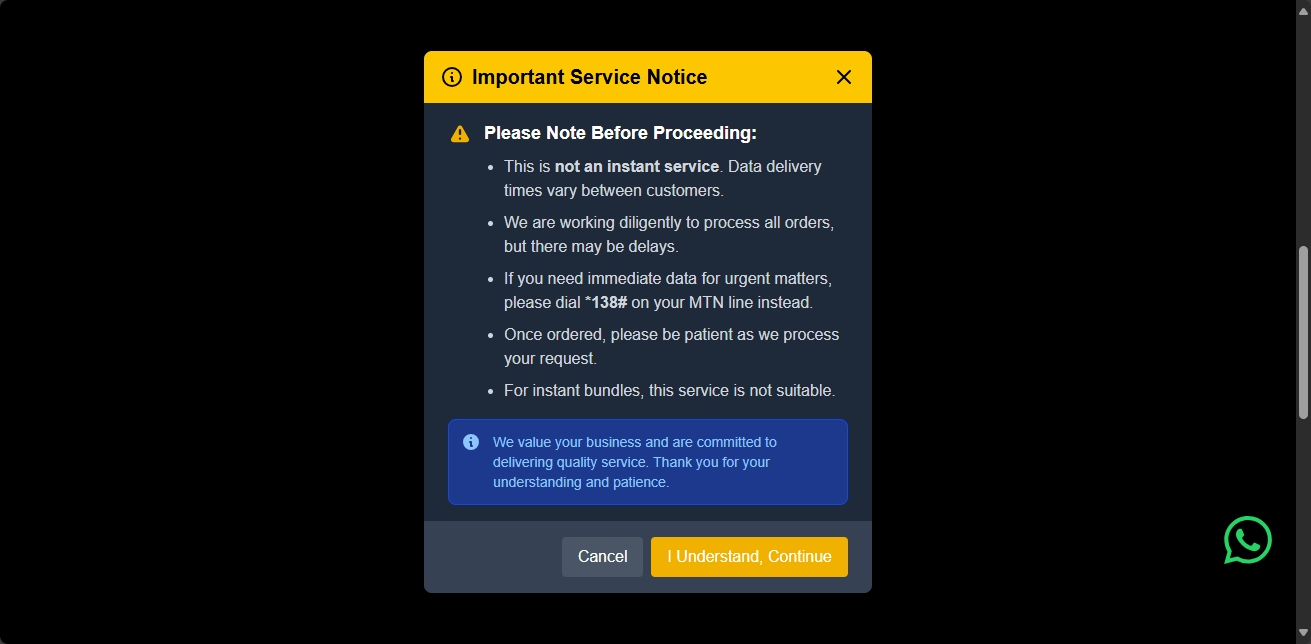 Important Service Notice
Please Note Before Proceeding:
This is not an instant service. Data delivery
times vary between customers.
We are working diligently to process all orders,
but there may be delays.
If you need immediate data for urgent matters,
please dial *138# on your MTN line instead.
Once ordered, please be patient as we process
your request.
For instant bundles, this service is not suitable.
We value your business and are committed to
delivering quality service. Thank you for your
understanding and patience.
Cancel
I Understand, Continue